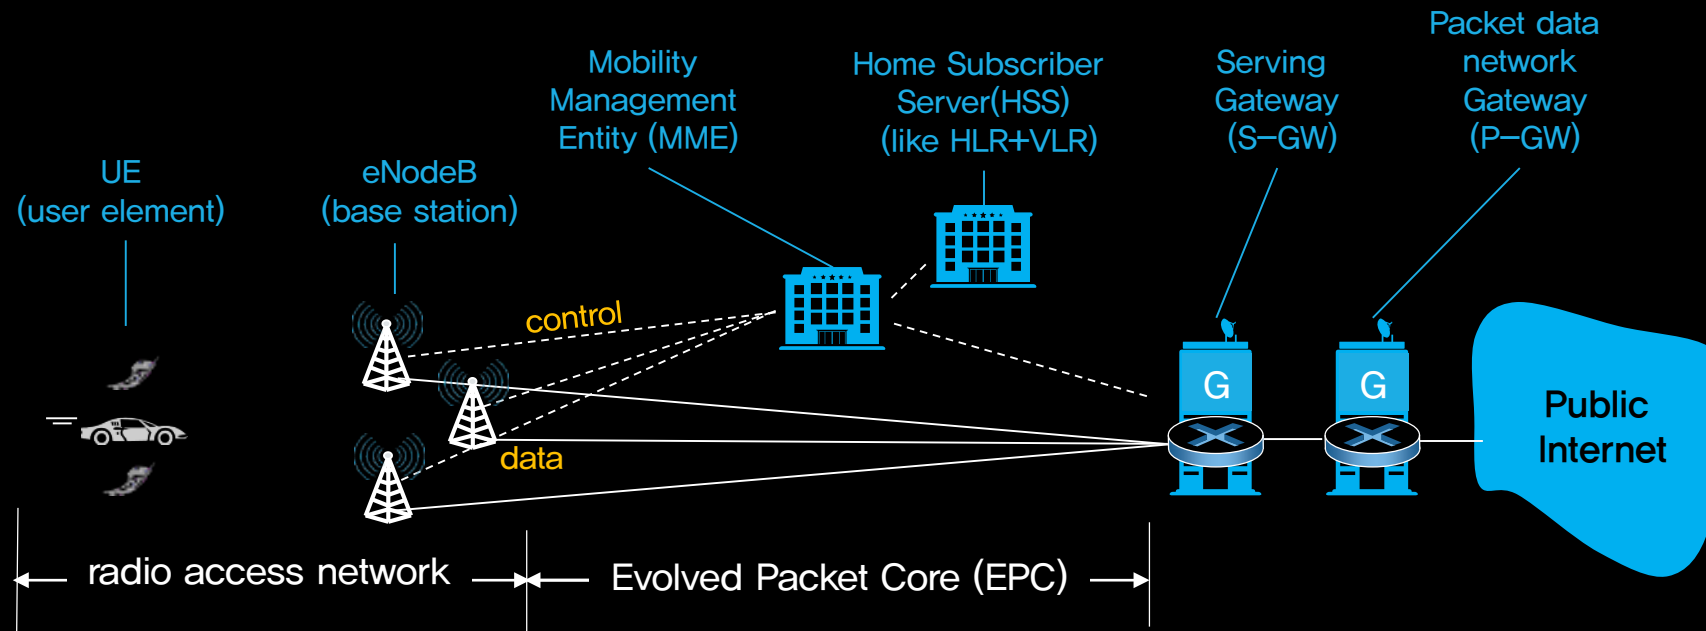 UE
(user element)
eNodeB
(base station)
Mobility
Management
Entity (MME)
Home Subscriber
Server(HSS)
(like HLR+VLR)
Serving
Gateway
(S-GW)
Packet data
network
Gateway
(P-GW)
control
data
G
G
Public
Internet
radio access network
Evolved Packet Core (EPC)